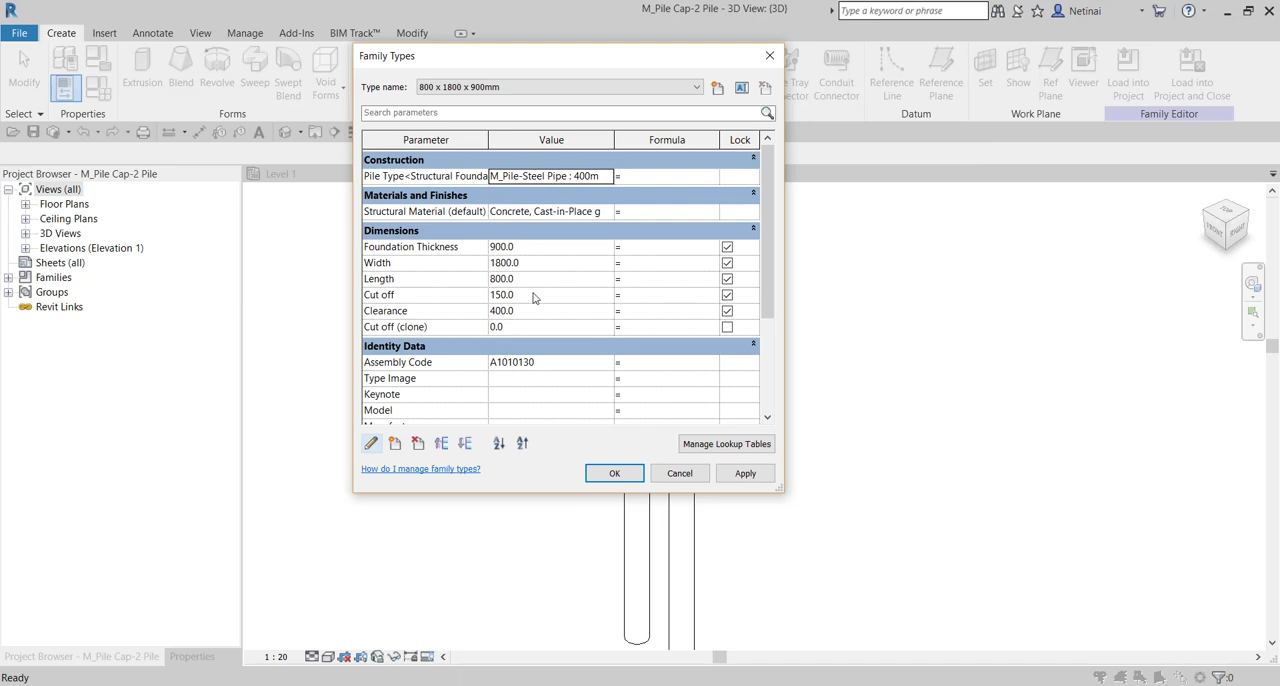 M_Pile Cap-2 Pile - 3D View: {3D}
Type a keyword or phrase
Netinai
File Create Insert Annotate View Manage Add-Ins BIM Track™ Modify
Modify
Extrusion Blend Revolve Sweep Swept Blend Void Forms
Conduit Connector
Reference Line
Reference Plane
Set Show Ref Plane Viewer
Load into Project
Load into Project and Close
Select Properties Forms Datum Work Plane Family Editor
Project Browser - M_Pile Cap-2 Pile
Level 1
Views (all)
Floor Plans
Ceiling Plans
3D Views
Elevations (Elevation 1)
Sheets (all)
Families
Groups
Revit Links
Family Types
Type name: 800 x 1800 x 900mm
Search parameters
Parameter Value Formula Lock
Construction
Pile Type<Structural Founda M_Pile-Steel Pipe : 400m =
Materials and Finishes
Structural Material (default) Concrete, Cast-in-Place g =
Dimensions
Foundation Thickness 900.0 =
Width 1800.0 =
Length 800.0 =
Cut off 150.0 =
Clearance 400.0 =
Cut off (clone) 0.0 =
Identity Data
Assembly Code A1010130 =
Type Image =
Keynote =
Model =
Manage Lookup Tables
How do I manage family types?
OK Cancel Apply
TOP
FRONT RIGHT
Project Browser - M_Pile Cap-2 Pile Properties
1 : 20
Ready
:0